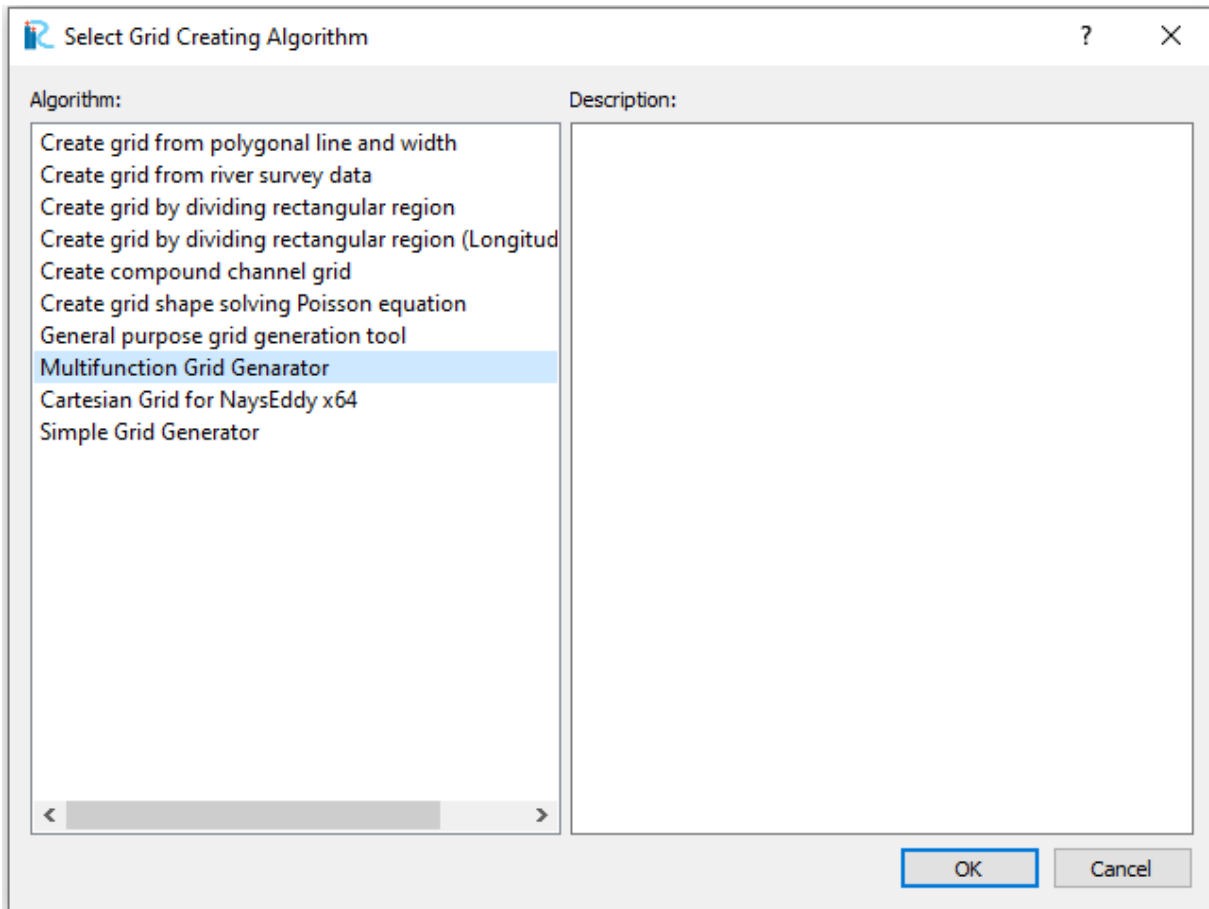 Select Grid Creating Algorithm
?
Algorithm:
Description:
Create grid from polygonal line and width
Create grid from river survey data
Create grid by dividing rectangular region
Create grid by dividing rectangular region (Longitud
Create compound channel grid
Create grid shape solving Poisson equation
General purpose grid generation tool
Multifunction Grid Genarator
Cartesian Grid for NaysEddy x64
Simple Grid Generator
OK
Cancel